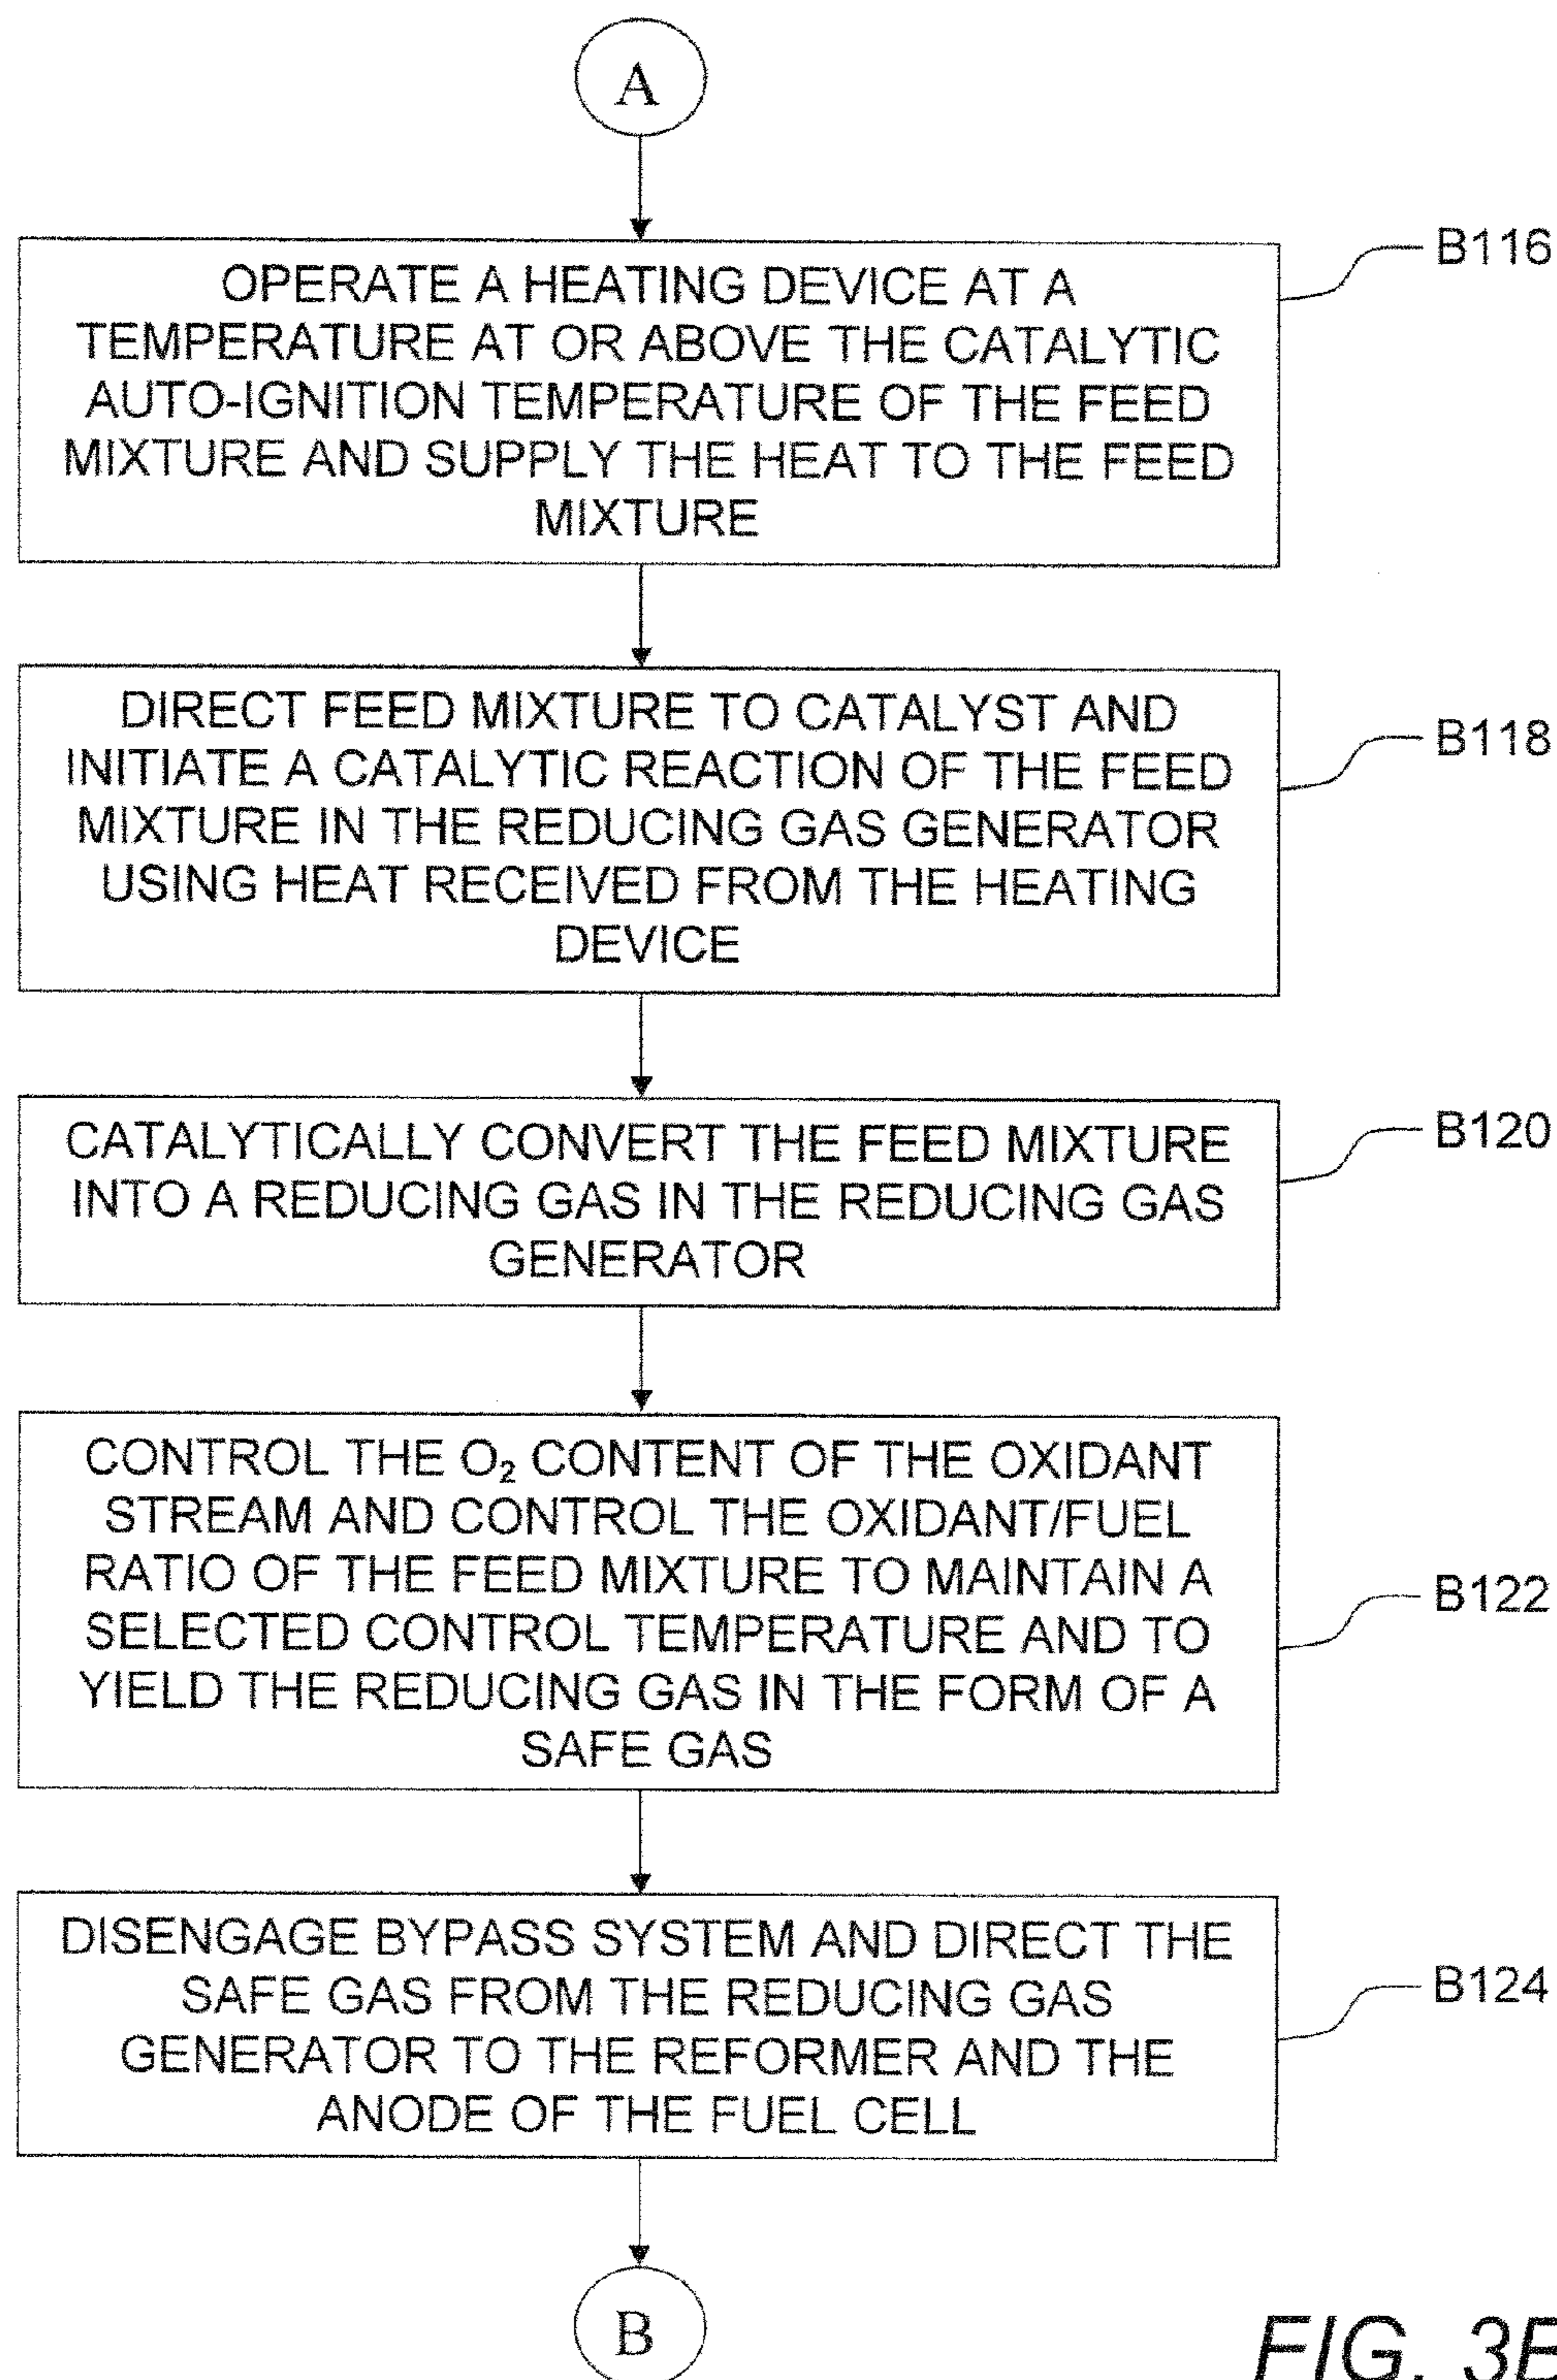 A
OPERATE A HEATING DEVICE AT A
TEMPERATURE AT OR ABOVE THE CATALYTIC
AUTO-IGNITION TEMPERATURE OF THE FEED
MIXTURE AND SUPPLY THE HEAT TO THE FEED
MIXTURE
B116
DIRECT FEED MIXTURE TO CATALYST AND
INITIATE A CATALYTIC REACTION OF THE FEED
MIXTURE IN THE REDUCING GAS GENERATOR
USING HEAT RECEIVED FROM THE HEATING
DEVICE
B118
CATALYTICALLY CONVERT THE FEED MIXTURE
INTO A REDUCING GAS IN THE REDUCING GAS
GENERATOR
B120
CONTROL THE O₂ CONTENT OF THE OXIDANT
STREAM AND CONTROL THE OXIDANT/FUEL
RATIO OF THE FEED MIXTURE TO MAINTAIN A
SELECTED CONTROL TEMPERATURE AND TO
YIELD THE REDUCING GAS IN THE FORM OF A
SAFE GAS
B122
DISENGAGE BYPASS SYSTEM AND DIRECT THE
SAFE GAS FROM THE REDUCING GAS
GENERATOR TO THE REFORMER AND THE
ANODE OF THE FUEL CELL
B124
B
FIG. 3B